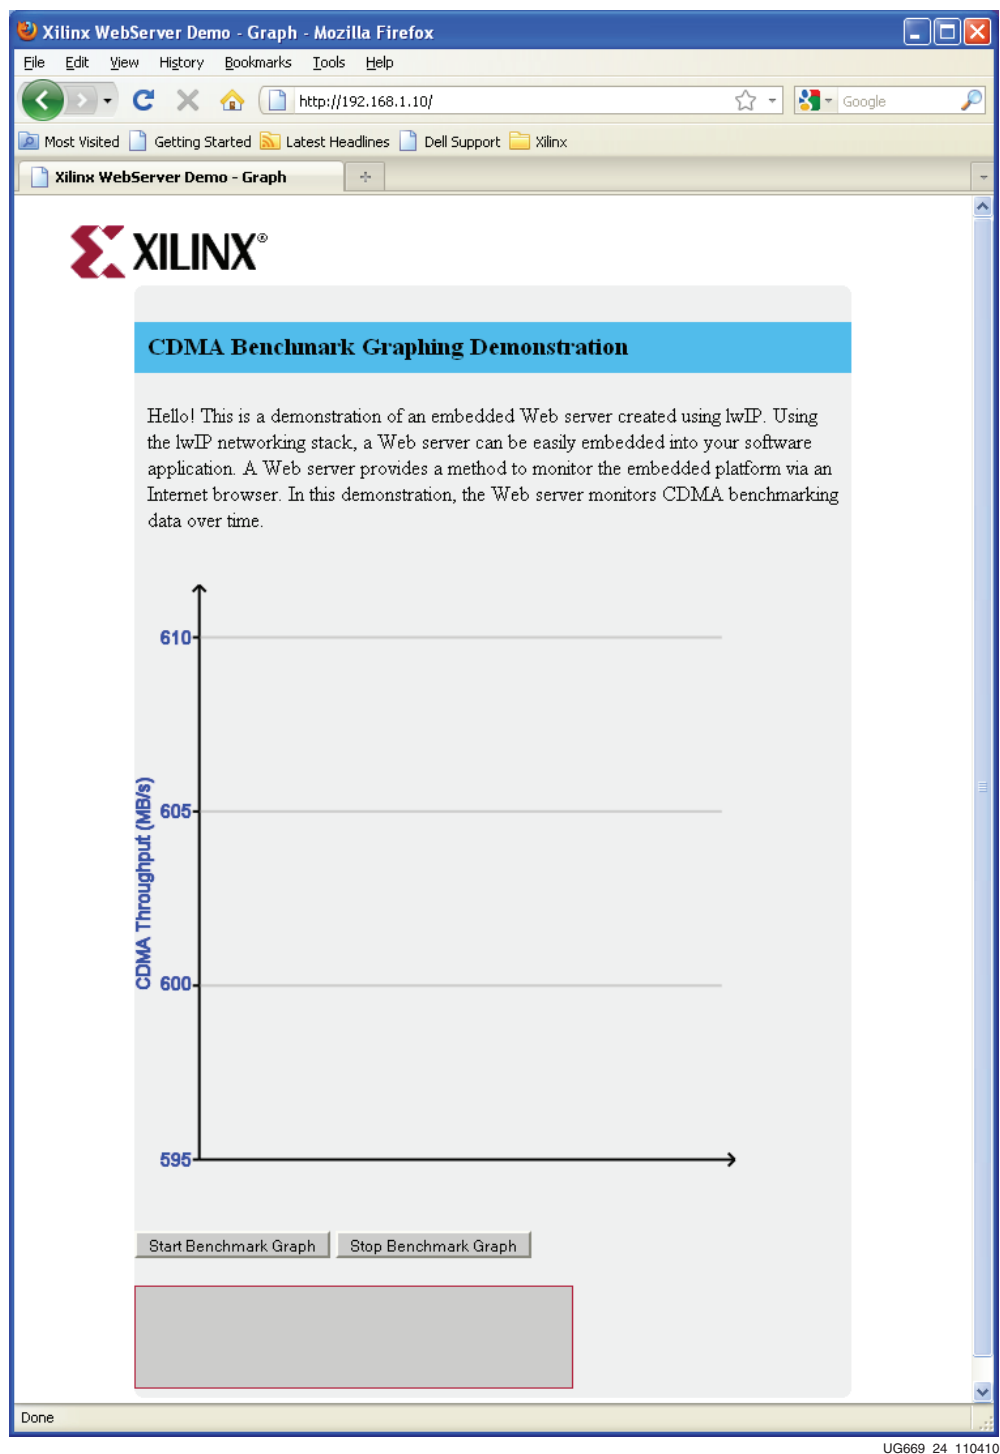 Xilinx WebServer Demo - Graph - Mozilla Firefox
File Edit View History Bookmarks Tools Help
http://192.168.1.10/ Google
Most Visited Getting Started Latest Headlines Dell Support Xilinx
Xilinx WebServer Demo - Graph
XILINX®
CDMA Benchmark Graphing Demonstration
Hello! This is a demonstration of an embedded Web server created using lwIP. Using
the lwIP networking stack, a Web server can be easily embedded into your software
application. A Web server provides a method to monitor the embedded platform via an
Internet browser. In this demonstration, the Web server monitors CDMA benchmarking
data over time.
610
605
CDMA Throughput (MB/s)
600
595
Start Benchmark Graph Stop Benchmark Graph
Done
UG669_24_110410